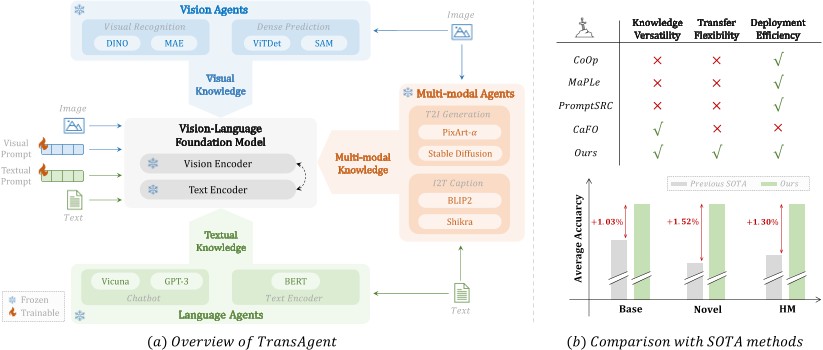 Vision Agents
Visual Recognition
DINO
MAE
Dense Prediction
ViTDet
SAM
Image
Visual
Knowledge
Multi-modal Agents
T2I Generation
PixArt-α
Stable Diffusion
I2T Caption
BLIP2
Shikra
Multi-modal
Knowledge
Image
Visual
Prompt
Textual
Prompt
Text
Vision-Language
Foundation Model
Vision Encoder
Text Encoder
Textual
Knowledge
Vicuna
GPT-3
Chatbot
BERT
Text Encoder
Language Agents
Text
Frozen
Trainable
(a) Overview of TransAgent
Knowledge Versatility
Transfer Flexibility
Deployment Efficiency
CoOp × × √
MaPLe × × √
PromptSRC × × √
CaFO √ × ×
Ours √ √ √
Previous SOTA
Ours
Average Accuarcy
+1.03%
+1.52%
+1.30%
Base
Novel
HM
(b) Comparison with SOTA methods